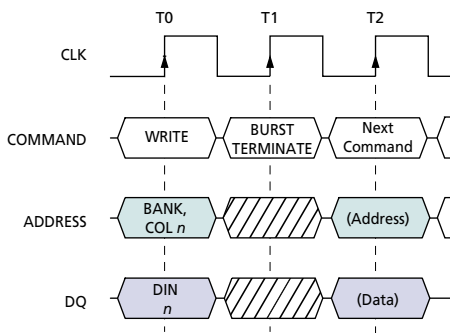 T0 T1 T2
CLK
COMMAND WRITE BURST TERMINATE Next Command
ADDRESS BANK, COL n (Address)
DQ DIN n (Data)